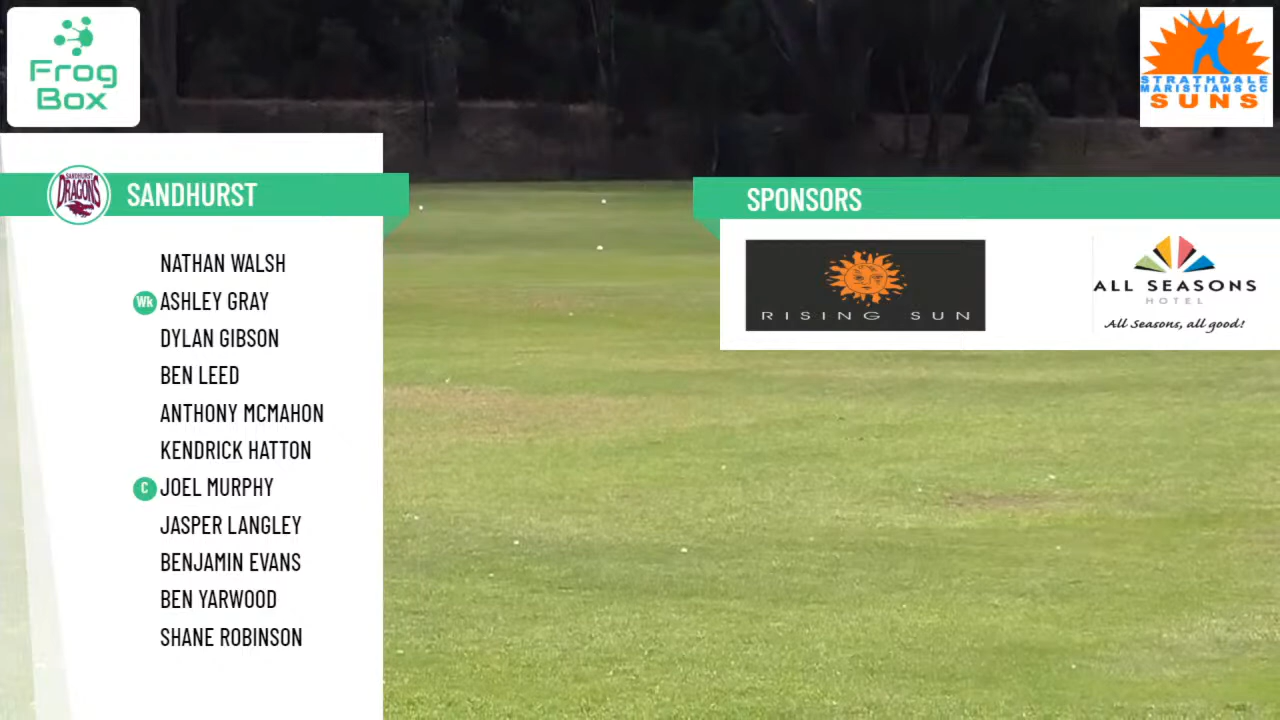 Frog
Box
STRATHDALE
MARISTIANS CC
SUNS
SANDHURST
DRAGONS
SANDHURST
NATHAN WALSH
Wk ASHLEY GRAY
DYLAN GIBSON
BEN LEED
ANTHONY MCMAHON
KENDRICK HATTON
C JOEL MURPHY
JASPER LANGLEY
BENJAMIN EVANS
BEN YARWOOD
SHANE ROBINSON
SPONSORS
RISING SUN
ALL SEASONS
HOTEL
All Seasons, all good!